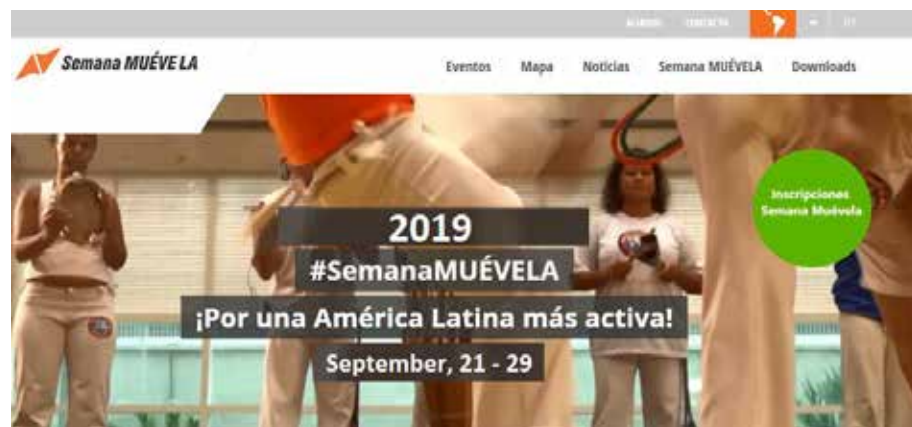 CONTACTA
Semana MUÉVE LA
Eventos Mapa Noticias Semana MUÉVELA Downloads
Inscripciones
Semana Muévela
2019
#SemanaMUÉVELA
¡Por una América Latina más activa!
September, 21 - 29